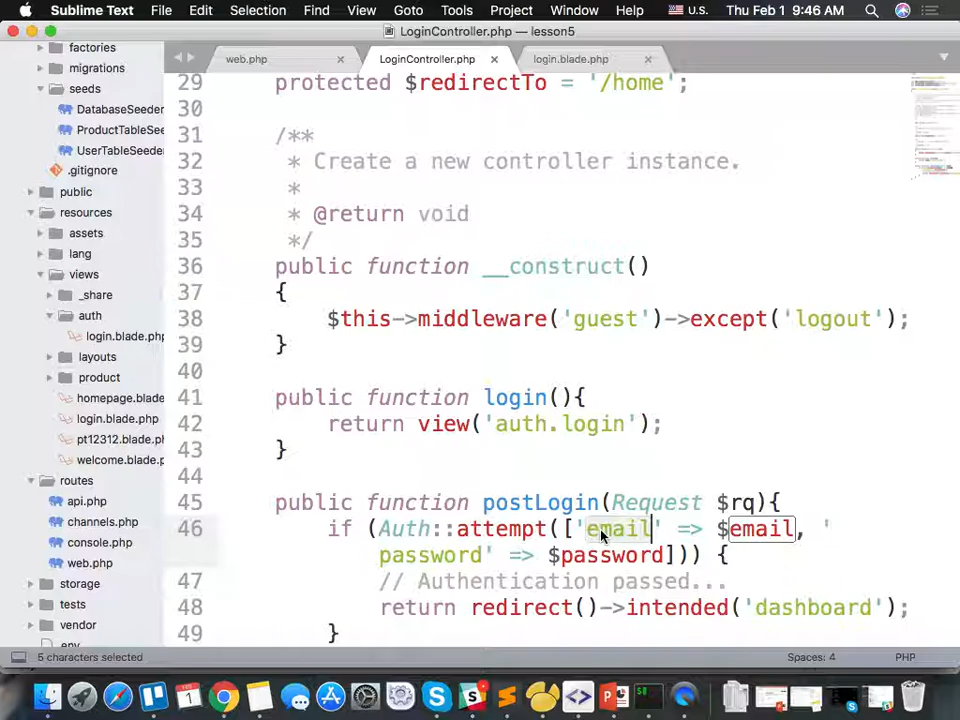 Sublime Text File Edit Selection Find View Goto Tools Project Window Help U.S. Thu Feb 1 9:46 AM
LoginController.php — lesson5
web.php LoginController.php login.blade.php
factories
migrations
seeds
DatabaseSeeder
ProductTableSee
UserTableSeeder
.gitignore
public
resources
assets
lang
views
_share
auth
login.blade.php
layouts
product
homepage.blade
login.blade.php
pt12312.blade.ph
welcome.blade.p
routes
api.php
channels.php
console.php
web.php
storage
tests
vendor
.env
29 protected $redirectTo = '/home';
30
31 /**
32 * Create a new controller instance.
33 *
34 * @return void
35 */
36 public function __construct()
37 {
38 $this->middleware('guest')->except('logout');
39 }
40
41 public function login(){
42 return view('auth.login');
43 }
44
45 public function postLogin(Request $rq){
46 if (Auth::attempt(['email' => $email, '
password' => $password])) {
47 // Authentication passed...
48 return redirect()->intended('dashboard');
49 }
5 characters selected Spaces: 4 PHP